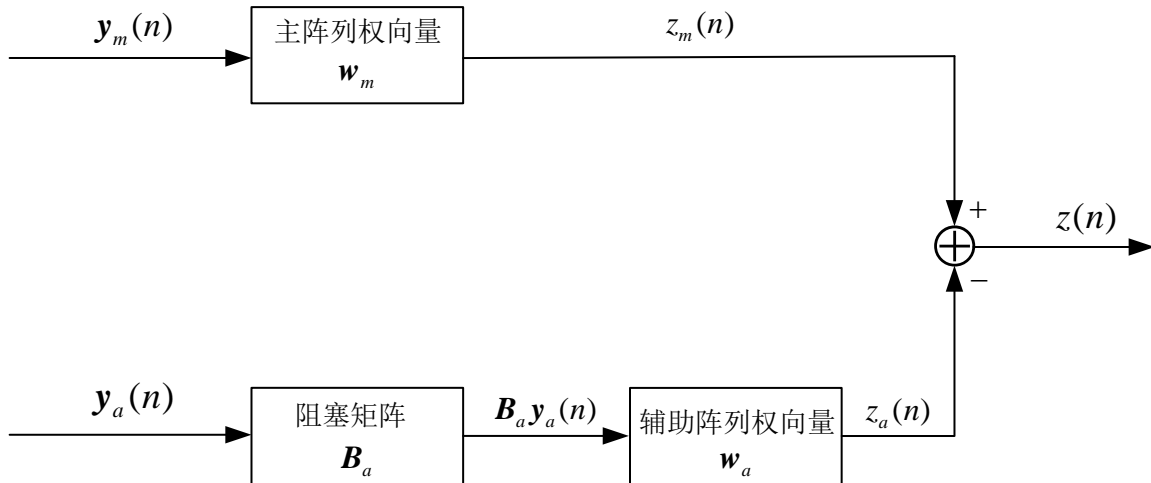 y_m(n)
主阵列权向量
w_m
z_m(n)
+
z(n)
−
y_a(n)
阻塞矩阵
B_a
B_a y_a(n)
辅助阵列权向量
w_a
z_a(n)